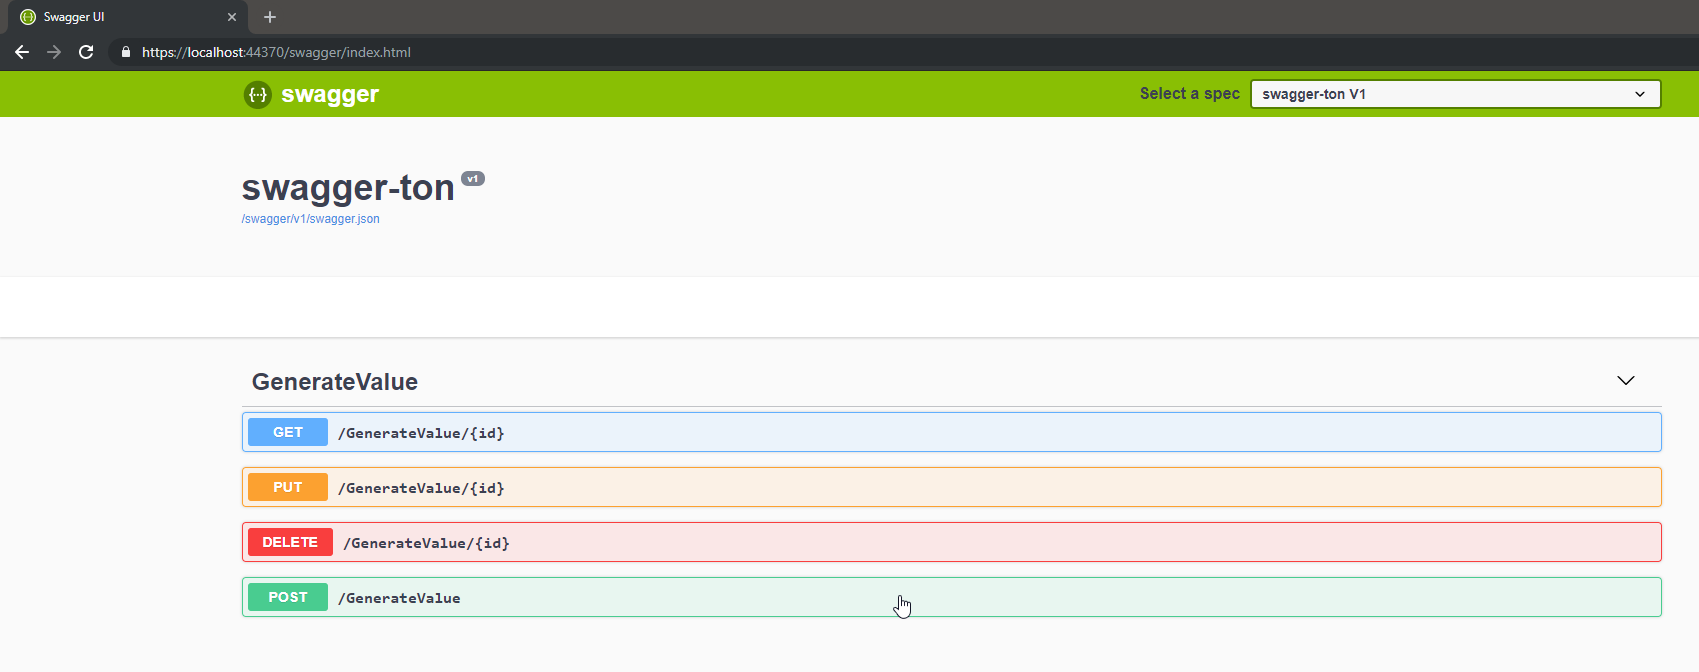 Swagger UI
https://localhost:44370/swagger/index.html
{···} swagger
Select a spec
swagger-ton V1
swagger-ton v1
/swagger/v1/swagger.json
GenerateValue
GET /GenerateValue/{id}
PUT /GenerateValue/{id}
DELETE /GenerateValue/{id}
POST /GenerateValue